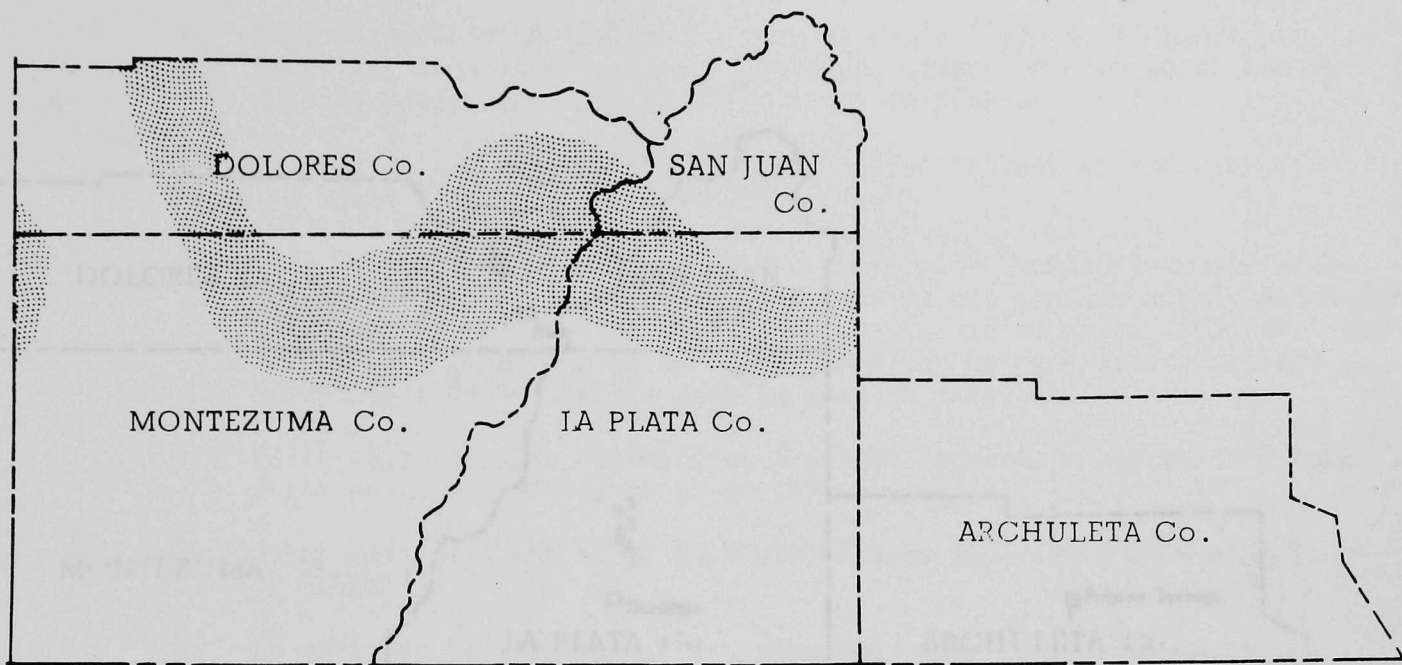 DOLORES Co.
SAN JUAN
Co.
MONTEZUMA Co.
LA PLATA Co.
ARCHULETA Co.